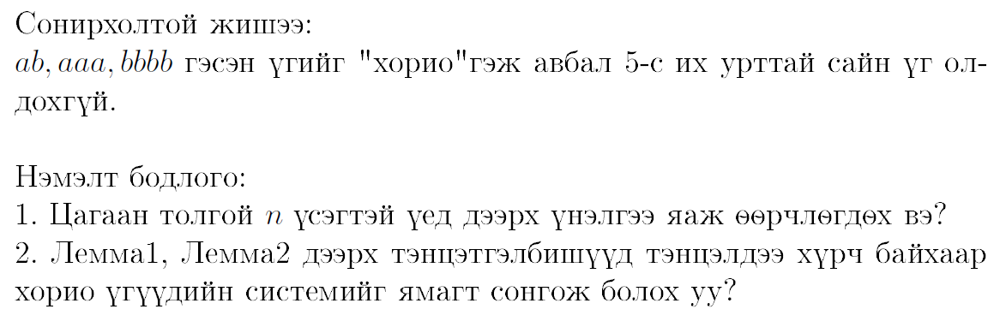 Сонирхолтой жишээ:
ab, aaa, bbbb гэсэн үгийг "хорио"гэж авбал 5-с их урттай сайн үг ол-
дохгүй.
Нэмэлт бодлого:
1. Цагаан толгой n үсэгтэй үед дээрх үнэлгээ яаж өөрчлөгдөх вэ?
2. Лемма1, Лемма2 дээрх тэнцэтгэлбишүүд тэнцэлдээ хүрч байхаар
хорио үгүүдийн системийг ямагт сонгож болох уу?